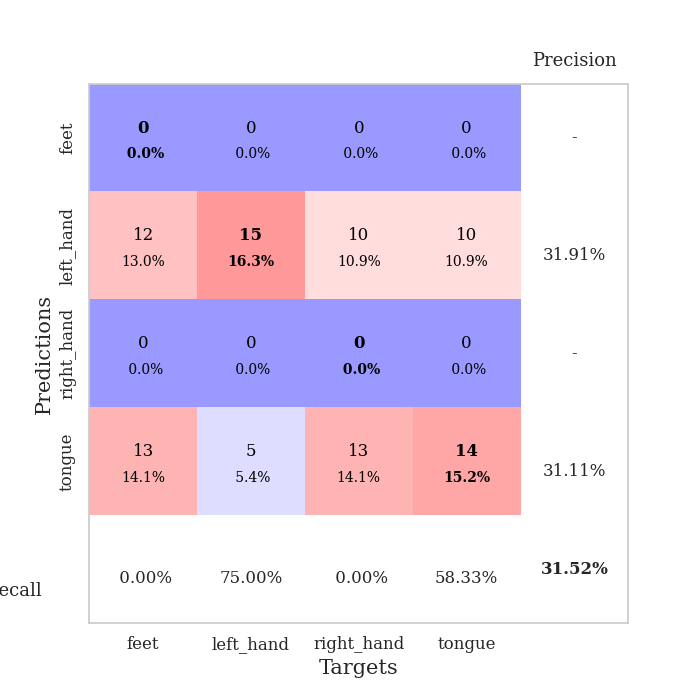 Precision
feet
0 0 0 0
0.0% 0.0% 0.0% 0.0%
-
left_hand
12 15 10 10
13.0% 16.3% 10.9% 10.9%
31.91%
right_hand
0 0 0 0
0.0% 0.0% 0.0% 0.0%
-
tongue
13 5 13 14
14.1% 5.4% 14.1% 15.2%
31.11%
Predictions
ecall
0.00% 75.00% 0.00% 58.33%
31.52%
feet left_hand right_hand tongue
Targets